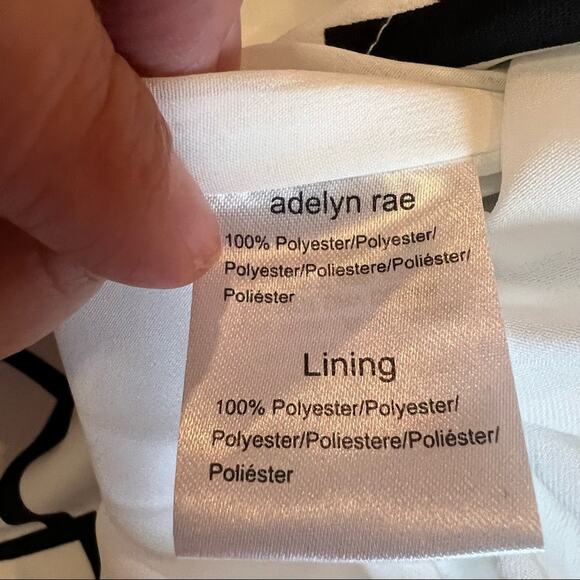 adelyn rae
100% Polyester/Polyester/
Polyester/Poliestere/Poliéster/
Poliéster
Lining
100% Polyester/Polyester/
Polyester/Poliestere/Poliéster/
Poliéster